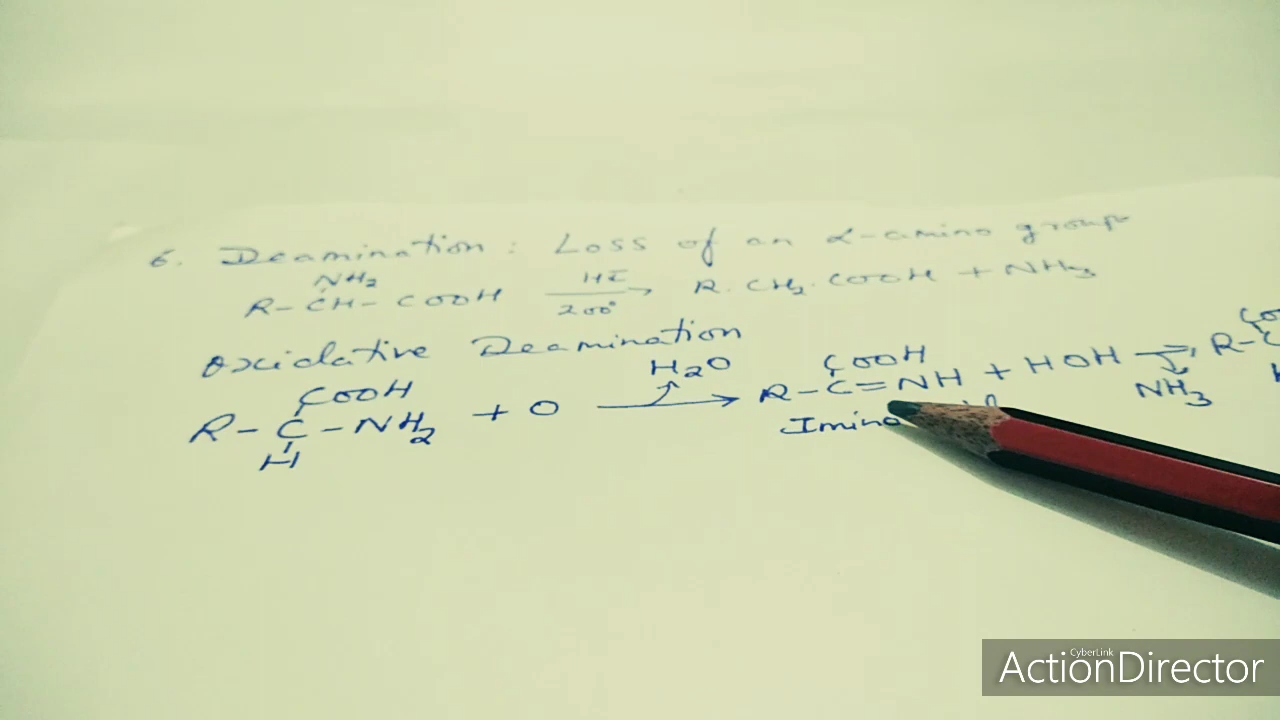 6. Deamination : Loss of an α-amino group
NH2
R-CH-COOH HI R.CH2.COOH + NH3
200°
Oxidative Deamination
COOH H2O COOH
R-C-NH2 + O R-C=NH + HOH R-
H Imino NH3
CyberLink
ActionDirector